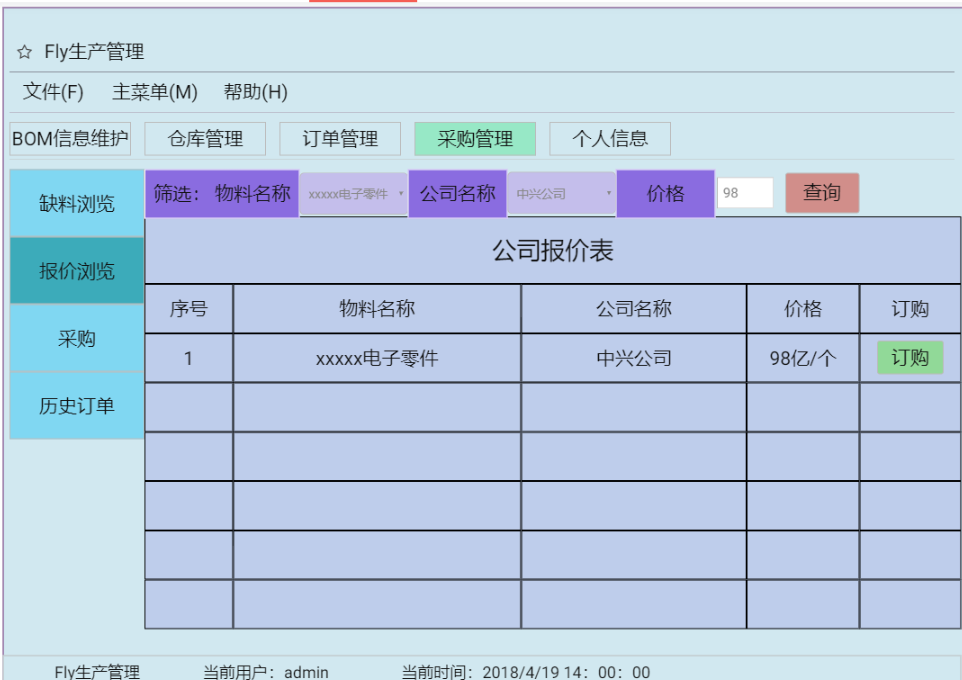 ☆ Fly生产管理
文件(F) 主菜单(M) 帮助(H)
BOM信息维护 仓库管理 订单管理 采购管理 个人信息
缺料浏览
报价浏览
采购
历史订单
筛选： 物料名称 xxxxx电子零件 公司名称 中兴公司 价格 98 查询
公司报价表
序号 物料名称 公司名称 价格 订购
1 xxxxx电子零件 中兴公司 98亿/个 订购
Fly生产管理 当前用户：admin 当前时间：2018/4/19 14：00：00